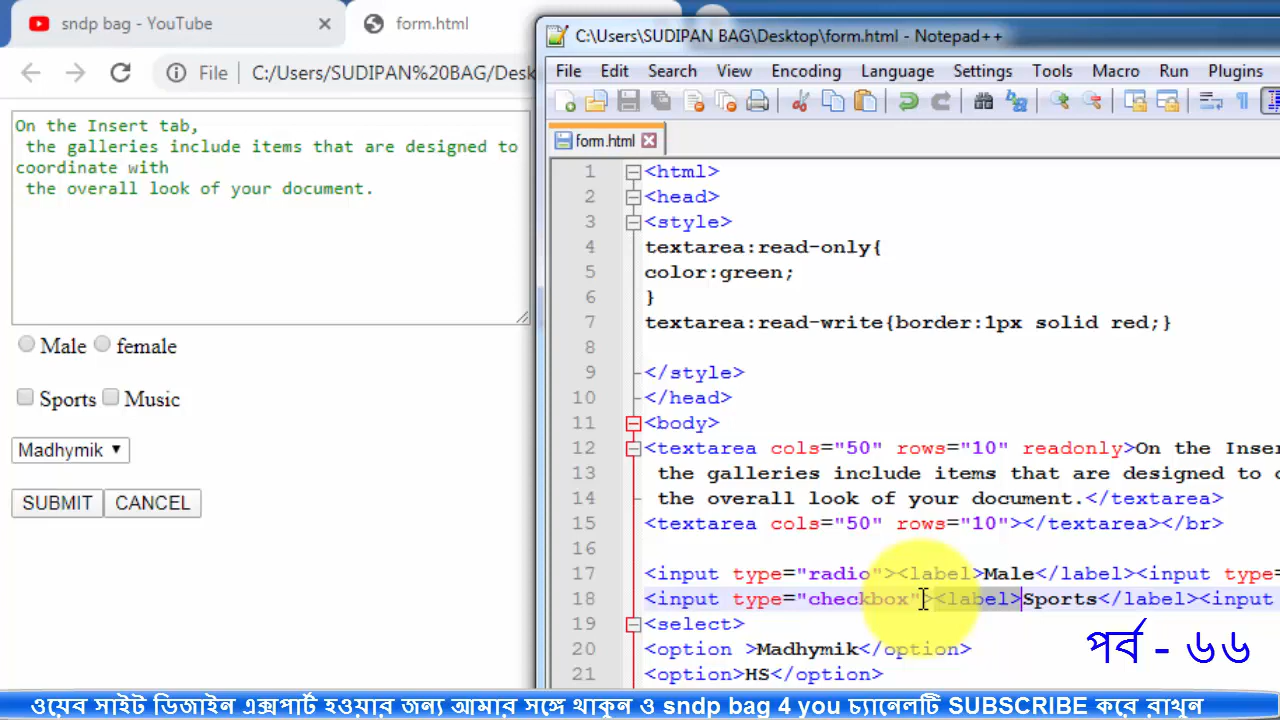 sndp bag - YouTube
form.html
File
C:/Users/SUDIPAN%20BAG/Desk
On the Insert tab,
the galleries include items that are designed to
coordinate with
the overall look of your document.
Male female
Sports Music
Madhymik
SUBMIT CANCEL
C:\Users\SUDIPAN BAG\Desktop\form.html - Notepad++
File Edit Search View Encoding Language Settings Tools Macro Run Plugins
form.html
1 <html>
2 <head>
3 <style>
4 textarea:read-only{
5 color:green;
6 }
7 textarea:read-write{border:1px solid red;}
8
9 </style>
10 </head>
11 <body>
12 <textarea cols="50" rows="10" readonly>On the Inser
13 the galleries include items that are designed to c
14 the overall look of your document.</textarea>
15 <textarea cols="50" rows="10"></textarea></br>
16
17 <input type="radio"><label>Male</label><input type=
18 <input type="checkbox"><label>Sports</label><input
19 <select>
20 <option >Madhymik</option>
21 <option>HS</option>
পর্ব - ৬৬
ওয়েব সাইট ডিজাইন এক্সপার্ট হওয়ার জন্য আমার সঙ্গে থাকুন ও sndp bag 4 you চ্যানেলটি SUBSCRIBE করে রাখুন